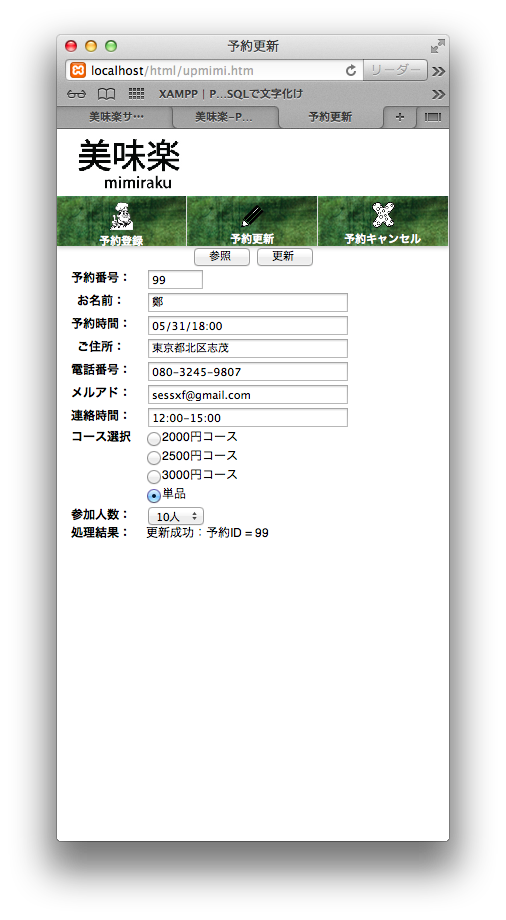 予約更新
localhost/html/upmimi.htm
リーダー
XAMPP | P...SQLで文字化け
美味楽サ…
美味楽-P...
予約更新
美味楽
mimiraku
予約登録
予約更新
予約キャンセル
参照
更新
予約番号：
99
お名前：
鄭
予約時間：
05/31/18:00
ご住所：
東京都北区志茂
電話番号：
080-3245-9807
メルアド：
sessxf@gmail.com
連絡時間：
12:00-15:00
コース選択
2000円コース
2500円コース
3000円コース
単品
参加人数：
10人
処理結果：
更新成功：予約ID = 99